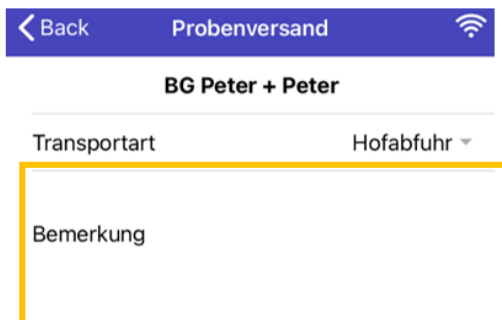 Back Probenversand
BG Peter + Peter
Transportart Hofabfuhr
Bemerkung